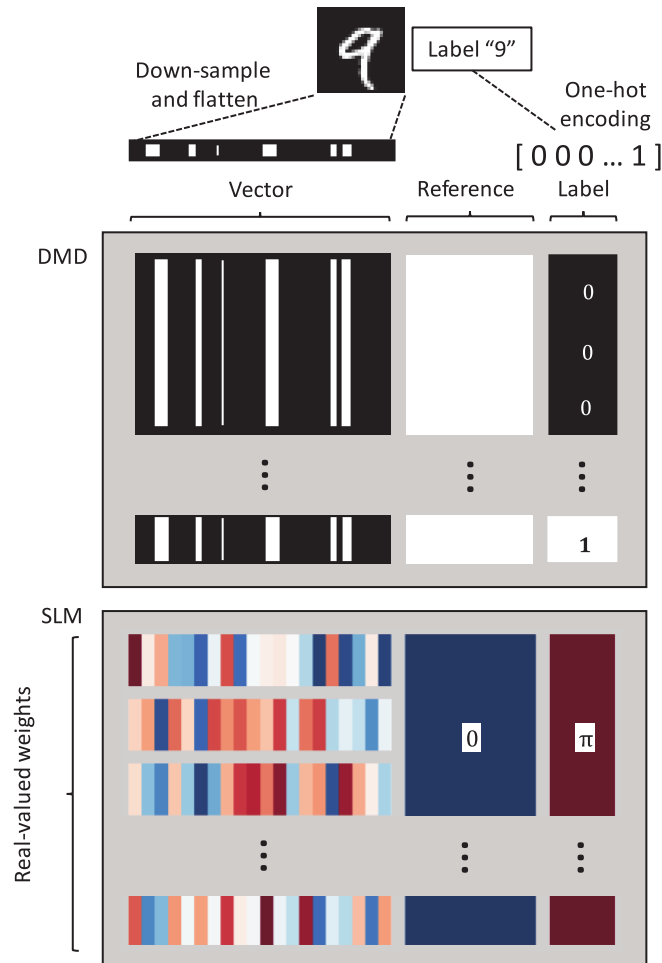 Down-sample
and flatten
Label “9”
One-hot
encoding
[ 0 0 0 ... 1 ]
Vector
Reference
Label
DMD
0
0
0
1
SLM
Real-valued weights
0
π